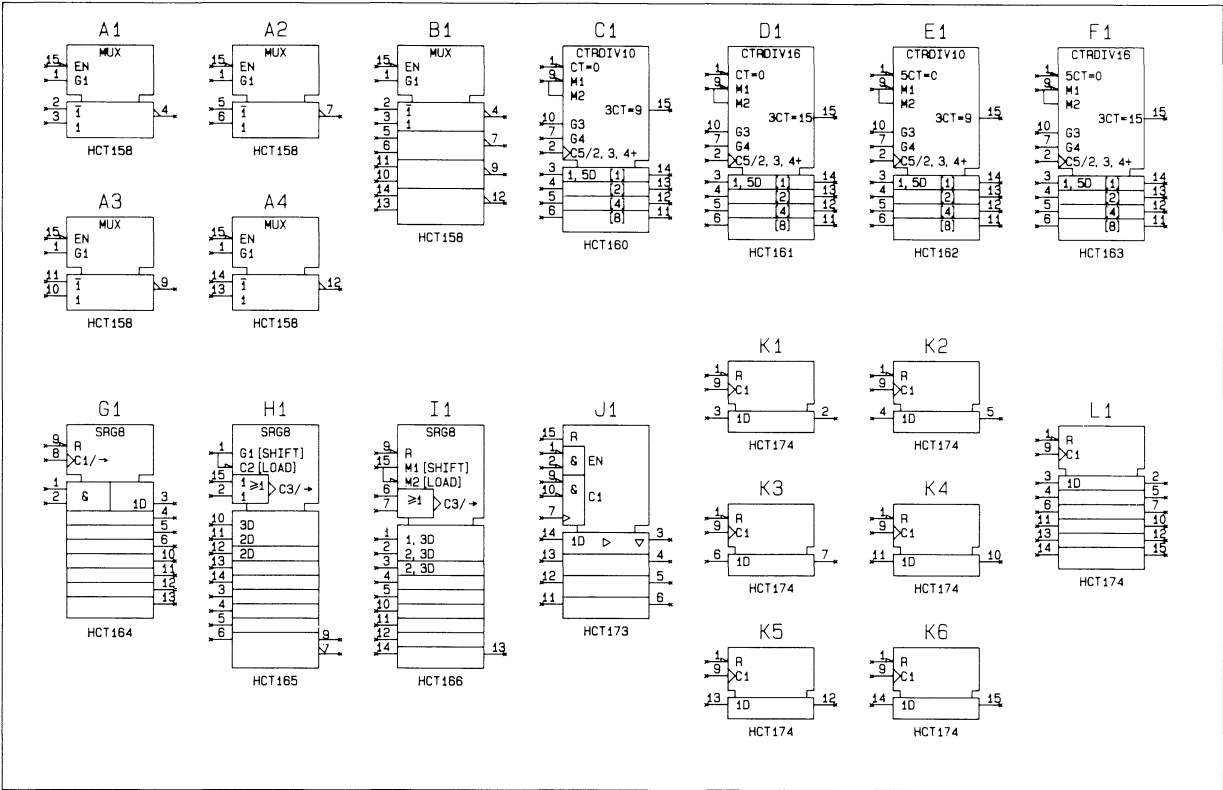 A1 A2 B1 C1 D1 E1 F1
MUX MUX MUX CTRDIV10 CTRDIV16 CTRDIV10 CTRDIV16
15 EN 15 EN 15 EN 1 CT=0 1 CT=0 1 5CT=0 1 5CT=0
1 G1 1 G1 1 G1 9 M1 9 M1 9 M1 9 M1
M2 M2 M2 M2
2 1 4 5 1 7 2 1 4 3CT=9 15 3CT=15 15 3CT=9 15 3CT=15 15
3 1 6 1 3 1 10 G3 10 G3 10 G3 10 G3
5 7 7 G4 7 G4 7 G4 7 G4
HCT158 HCT158 6 2 C5/2, 3, 4+ 2 C5/2, 3, 4+ 2 C5/2, 3, 4+ 2 C5/2, 3, 4+
11 9 3 1, 5D [1] 14 3 1, 5D [1] 14 3 1, 5D [1] 14 3 1, 5D [1] 14
10 4 [2] 13 4 [2] 13 4 [2] 13 4 [2] 13
14 12 5 [4] 12 5 [4] 12 5 [4] 12 5 [4] 12
13 6 [8] 11 6 [8] 11 6 [8] 11 6 [8] 11
HCT158 HCT160 HCT161 HCT162 HCT163
A3 A4
MUX MUX
15 EN 15 EN
1 G1 1 G1
11 1 9 14 1 12
10 1 13 1
HCT158 HCT158
K1 K2
1 R 1 R
9 C1 9 C1
3 1D 2 4 1D 5
HCT174 HCT174
G1 H1 I1 J1 L1
SRG8 SRG8 SRG8
9 R 1 G1 [SHIFT] 9 R 15 R 1 R
8 C1/→ C2 [LOAD] 15 M1 [SHIFT] 1 & EN 9 C1
M2 [LOAD] 2
15 1 ≥1 C3/→ 6 ≥1 C3/→ 9 & C1
2 1 7 10
7
1 & 1D 3 10 3D 1 1, 3D 14 1D ▷ ▽ 3 3 1D 2
2 4 11 2D 2 2, 3D 13 4 4 5
5 12 2D 3 2, 3D 12 5 6 7
6 13 4 11 6 11 10
10 14 5 13 12
11 3 10 14 15
12 4 11
13 5 12
6 9 14 13
7
HCT164 HCT165 HCT166 HCT173 HCT174
K3 K4
1 R 1 R
9 C1 9 C1
6 1D 7 11 1D 10
HCT174 HCT174
K5 K6
1 R 1 R
9 C1 9 C1
13 1D 12 14 1D 15
HCT174 HCT174